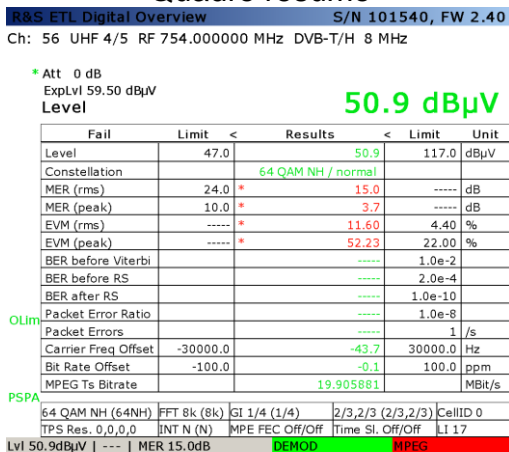 R&S ETL Digital Overview S/N 101540, FW 2.40
Ch: 56 UHF 4/5 RF 754.000000 MHz DVB-T/H 8 MHz
* Att 0 dB
ExpLvl 59.50 dBµV
Level 50.9 dBµV
Fail Limit < Results < Limit Unit
Level 47.0 50.9 117.0 dBµV
Constellation 64 QAM NH / normal
MER (rms) 24.0 * 15.0 ----- dB
MER (peak) 10.0 * 3.7 ----- dB
EVM (rms) ----- * 11.60 4.40 %
EVM (peak) ----- * 52.23 22.00 %
BER before Viterbi ----- 1.0e-2
BER before RS ----- 2.0e-4
BER after RS ----- 1.0e-10
Packet Error Ratio ----- 1.0e-8
OLim
Packet Errors ----- 1 /s
Carrier Freq Offset -30000.0 -43.7 30000.0 Hz
Bit Rate Offset -100.0 -0.1 100.0 ppm
MPEG Ts Bitrate 19.905881 MBit/s
PSPA
64 QAM NH (64NH) FFT 8k (8k) GI 1/4 (1/4) 2/3,2/3 (2/3,2/3) CellID 0
TPS Res. 0,0,0,0 INT N (N) MPE FEC Off/Off Time Sl. Off/Off LI 17
Lvl 50.9dBµV | --- | MER 15.0dB DEMOD MPEG